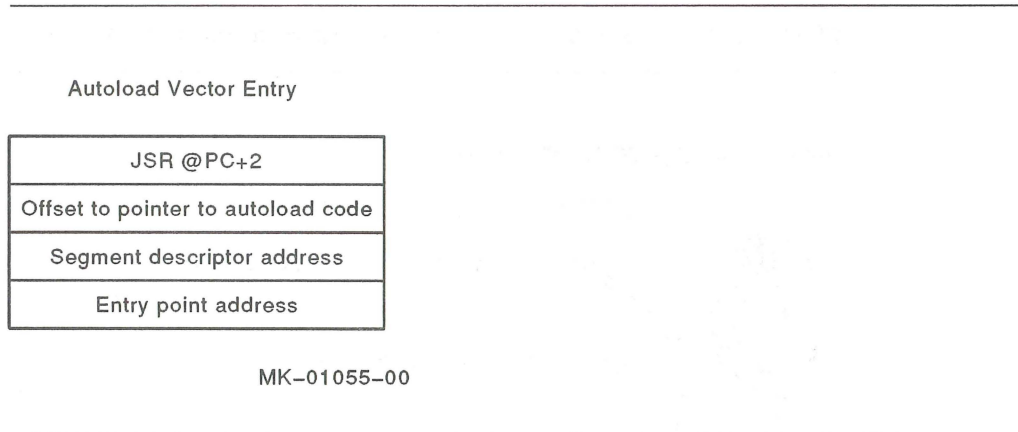 Autoload Vector Entry
JSR @PC+2
Offset to pointer to autoload code
Segment descriptor address
Entry point address
MK–01055–00